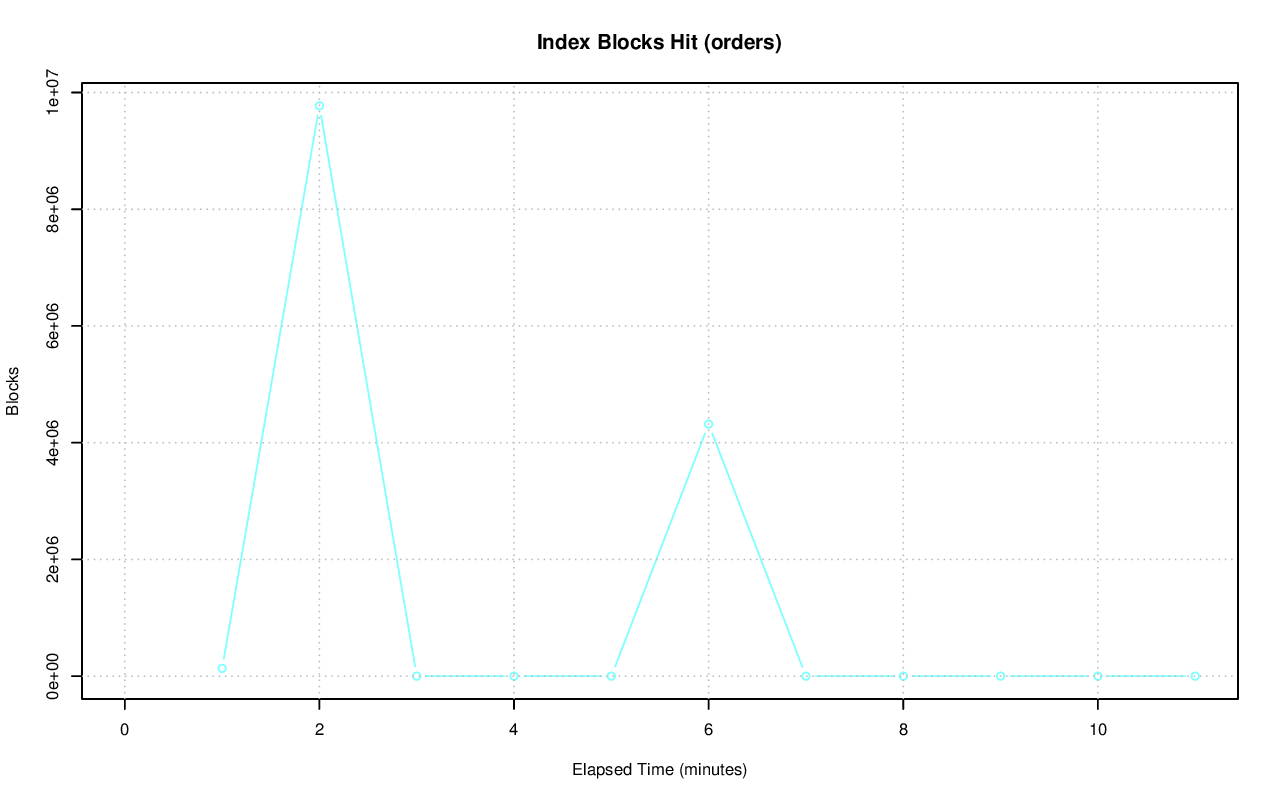 Index Blocks Hit (orders)
1e+07
8e+06
6e+06
4e+06
2e+06
0e+00
Blocks
0 2 4 6 8 10
Elapsed Time (minutes)